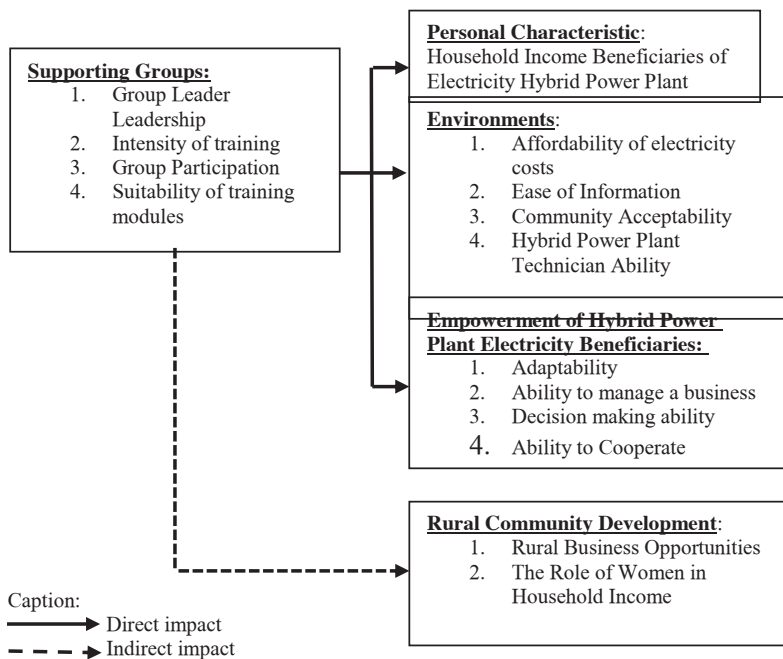 Supporting Groups:
1. Group Leader
Leadership
2. Intensity of training
3. Group Participation
4. Suitability of training
modules
Personal Characteristic:
Household Income Beneficiaries of
Electricity Hybrid Power Plant
Environments:
1. Affordability of electricity
costs
2. Ease of Information
3. Community Acceptability
4. Hybrid Power Plant
Technician Ability
Empowerment of Hybrid Power
Plant Electricity Beneficiaries:
1. Adaptability
2. Ability to manage a business
3. Decision making ability
4. Ability to Cooperate
Rural Community Development:
1. Rural Business Opportunities
2. The Role of Women in
Household Income
Caption:
Direct impact
Indirect impact